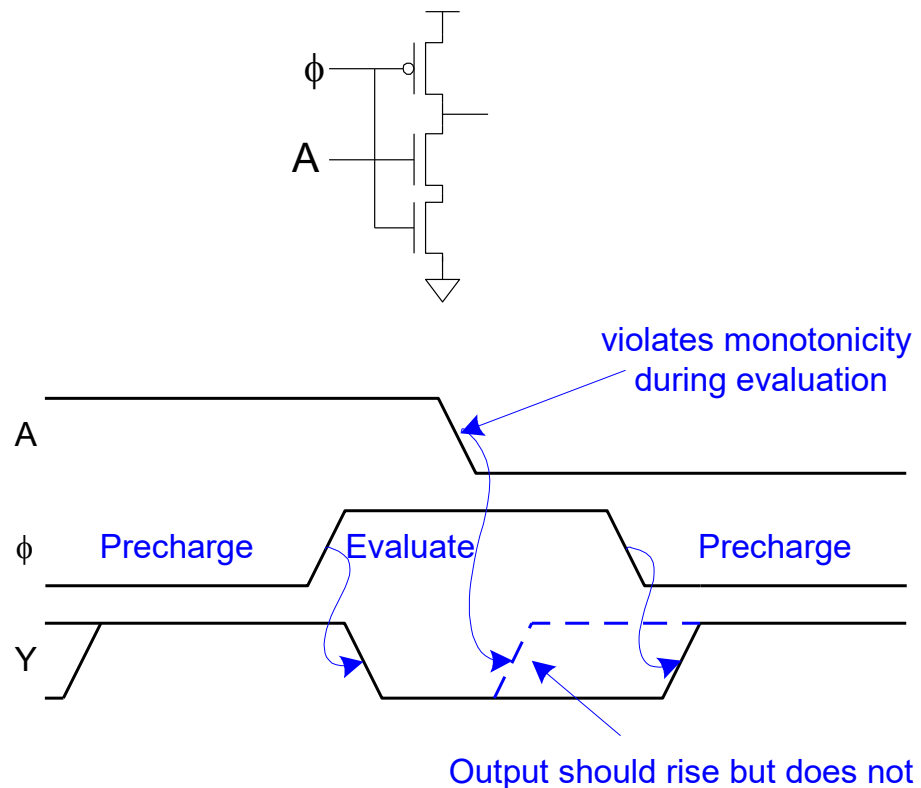 ϕ
A
violates monotonicity
during evaluation
A
ϕ Precharge Evaluate Precharge
Y
Output should rise but does not